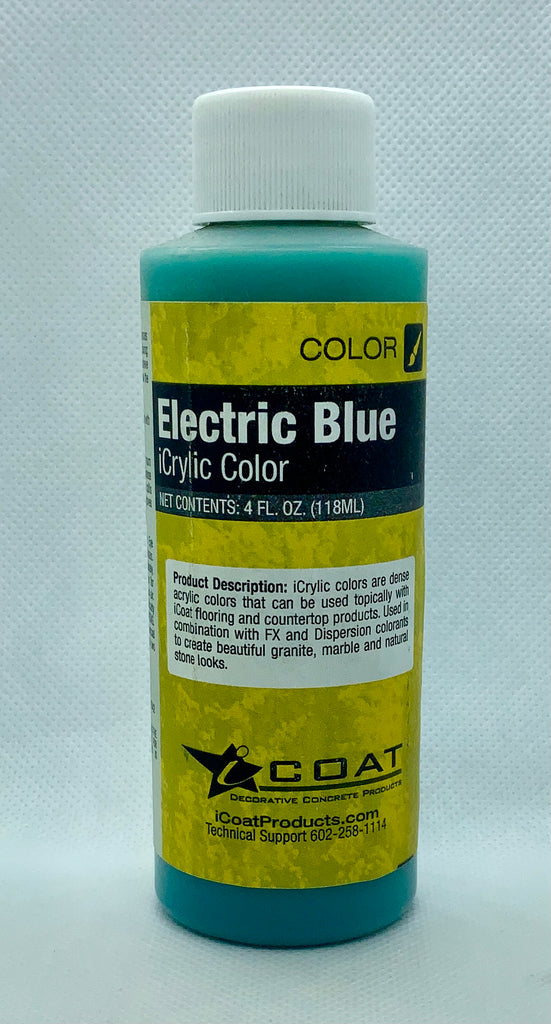 COLOR
Electric Blue
iCrylic Color
NET CONTENTS: 4 FL. OZ. (118ML)
Product Description: iCrylic colors are dense
acrylic colors that can be used topically with
iCoat flooring and countertop products. Used in
combination with FX and Dispersion colorants
to create beautiful granite, marble and natural
stone looks.
i COAT
DECORATIVE CONCRETE PRODUCTS
iCoatProducts.com
Technical Support 602-258-1114